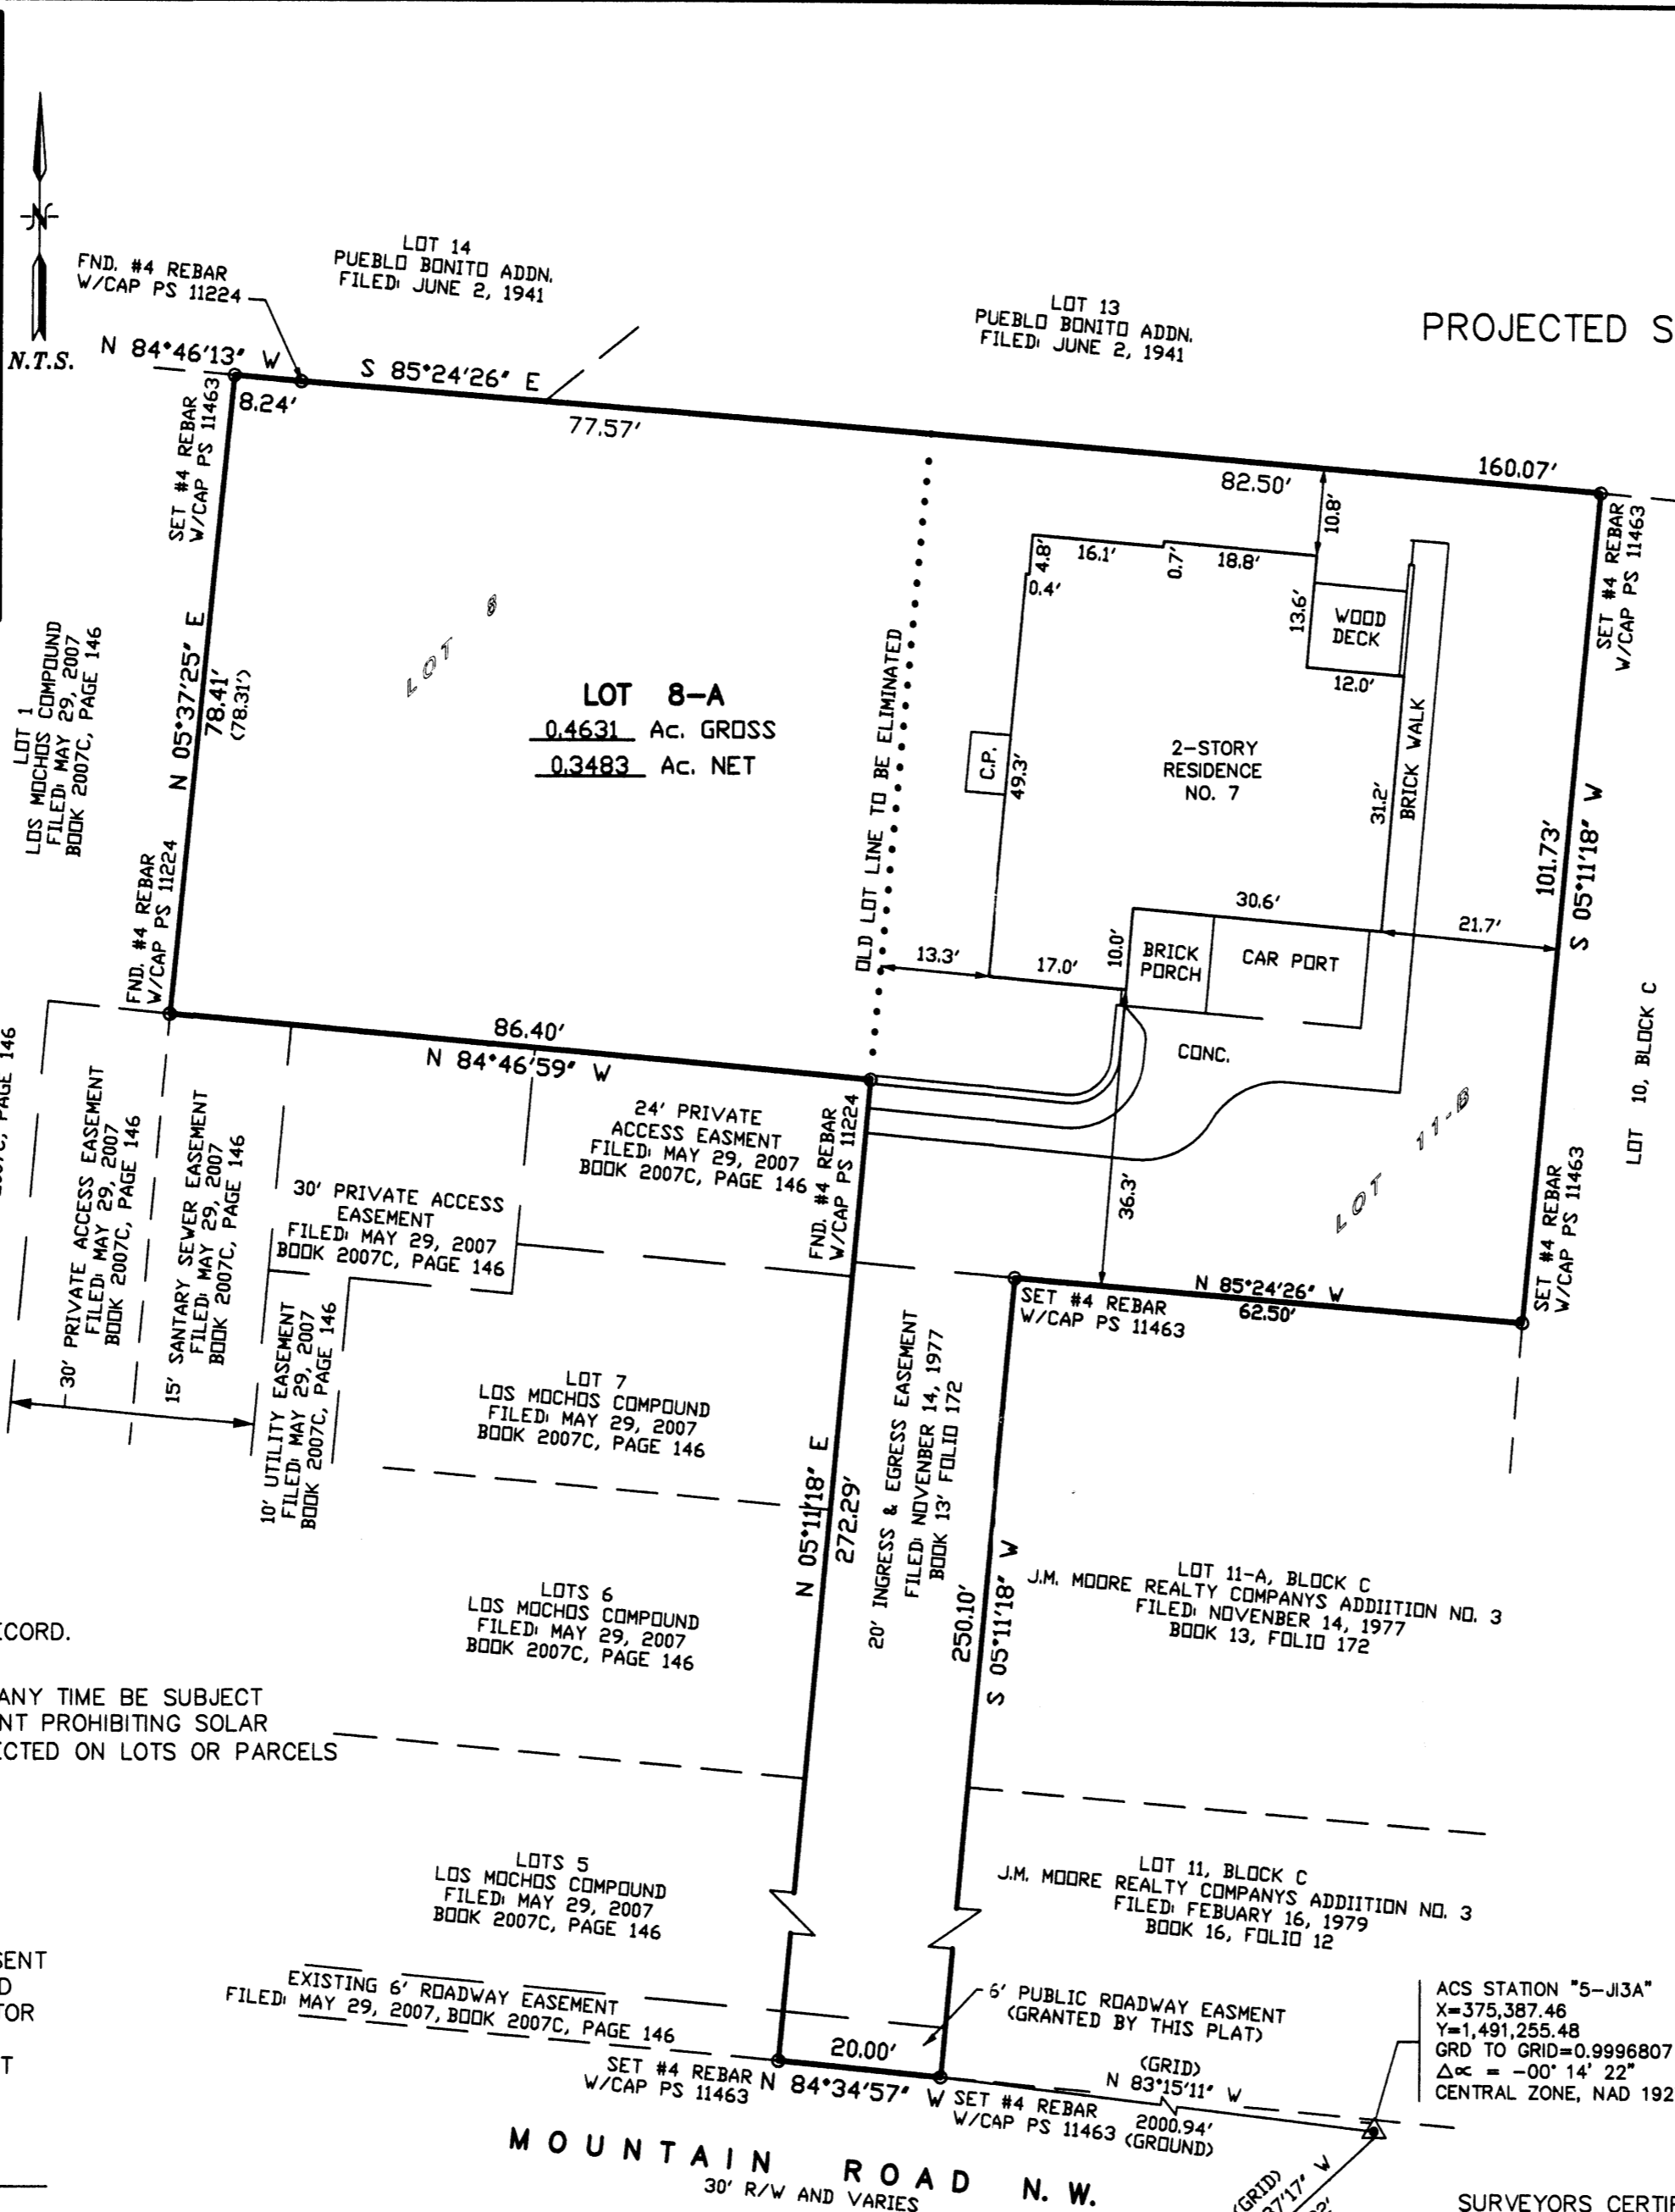 N
N.T.S.
FND. #4 REBAR
W/CAP PS 11224
LOT 14
PUEBLO BONITO ADDN.
FILED: JUNE 2, 1941
LOT 13
PUEBLO BONITO ADDN.
FILED: JUNE 2, 1941
PROJECTED S
N 84°46'13" W
8.24'
S 85°24'26" E
77.57'
82.50'
160.07'
SET #4 REBAR
W/CAP PS 11463
SET #4 REBAR
W/CAP PS 11463
10.8'
4.8'
16.1'
0.7'
18.8'
0.4'
13.6'
WOOD
DECK
12.0'
LOT 1
LOS MOCHOS COMPOUND
FILED: MAY 29, 2007
BOOK 2007C, PAGE 146
N 05°37'25" E
78.41'
(78.31')
LOT 8
LOT 8-A
0.4631 Ac. GROSS
0.3483 Ac. NET
OLD LOT LINE TO BE ELIMINATED
C.P.
49.3'
2-STORY
RESIDENCE
NO. 7
31.2'
BRICK WALK
101.73'
S 05°11'18" W
FND. #4 REBAR
W/CAP PS 11224
30.6'
21.7'
13.3'
17.0'
10.0'
BRICK
PORCH
CAR PORT
CONC.
LOT 10, BLOCK C
LOT 11-B
86.40'
N 84°46'59" W
PAGE 146
30' PRIVATE ACCESS EASEMENT
FILED: MAY 29, 2007
BOOK 2007C, PAGE 146
15' SANTARY SEWER EASEMENT
FILED: MAY 29, 2007
BOOK 2007C, PAGE 146
24' PRIVATE
ACCESS EASMENT
FILED: MAY 29, 2007
BOOK 2007C, PAGE 146
FND. #4 REBAR
W/CAP PS 11224
30' PRIVATE ACCESS
EASEMENT
FILED: MAY 29, 2007
BOOK 2007C, PAGE 146
36.3'
SET #4 REBAR
W/CAP PS 11463
N 85°24'26" W
62.50'
SET #4 REBAR
W/CAP PS 11463
10' UTILITY EASEMENT
FILED: MAY 29, 2007
BOOK 2007C, PAGE 146
LOT 7
LOS MOCHOS COMPOUND
FILED: MAY 29, 2007
BOOK 2007C, PAGE 146
N 05°11'18" E
272.29'
20' INGRESS & EGRESS EASEMENT
FILED: NOVENBER 14, 1977
BOOK 13' FOLIO 172
250.10'
S 05°11'18" W
LOT 11-A, BLOCK C
J.M. MOORE REALTY COMPANYS ADDIITION NO. 3
FILED: NOVENBER 14, 1977
BOOK 13, FOLIO 172
LOTS 6
LOS MOCHOS COMPOUND
FILED: MAY 29, 2007
BOOK 2007C, PAGE 146
CORD.
ANY TIME BE SUBJECT
NT PROHIBITING SOLAR
CTED ON LOTS OR PARCELS
LOTS 5
LOS MOCHOS COMPOUND
FILED: MAY 29, 2007
BOOK 2007C, PAGE 146
LOT 11, BLOCK C
J.M. MOORE REALTY COMPANYS ADDIITION NO. 3
FILED: FEBUARY 16, 1979
BOOK 16, FOLIO 12
SENT
D
TOR
T
EXISTING 6' ROADWAY EASEMENT
FILED: MAY 29, 2007, BOOK 2007C, PAGE 146
6' PUBLIC ROADWAY EASMENT
(GRANTED BY THIS PLAT)
ACS STATION "5-J13A"
X=375,387.46
Y=1,491,255.48
GRD TO GRID=0.9996807
Δ∝ = -00° 14' 22"
CENTRAL ZONE, NAD 192
20.00'
SET #4 REBAR
W/CAP PS 11463
N 84°34'57" W
SET #4 REBAR
W/CAP PS 11463
(GRID)
N 83°15'11" W
2000.94'
(GROUND)
MOUNTAIN ROAD N. W.
30' R/W AND VARIES
(GRID)
7'17" W
SURVEYORS CERTIF